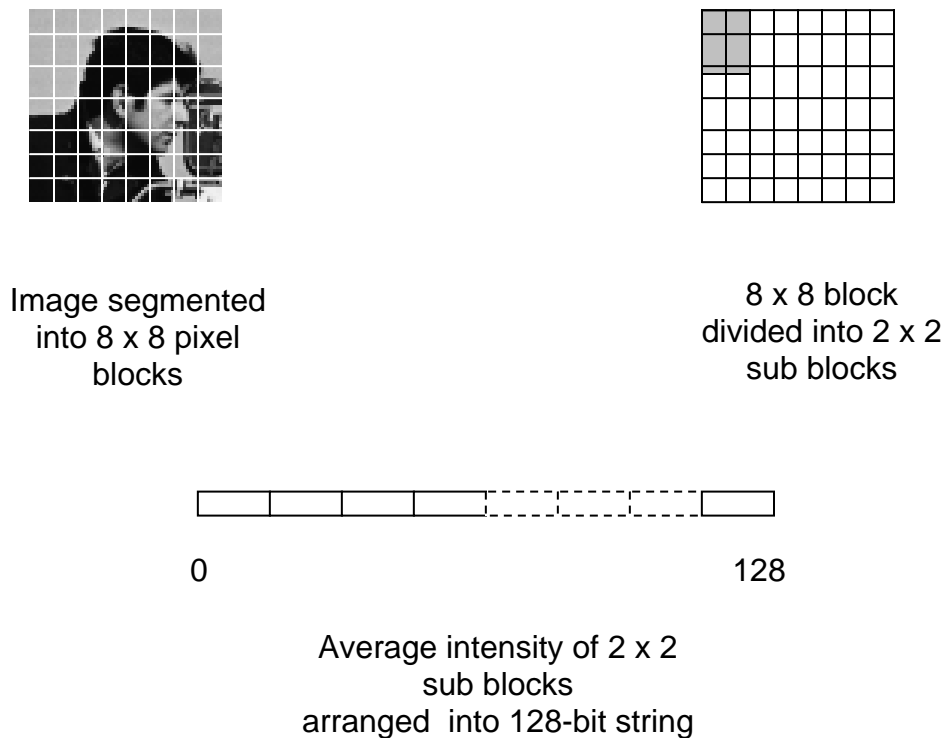 Image segmented
into 8 x 8 pixel
blocks
8 x 8 block
divided into 2 x 2
sub blocks
0
128
Average intensity of 2 x 2
sub blocks
arranged into 128-bit string